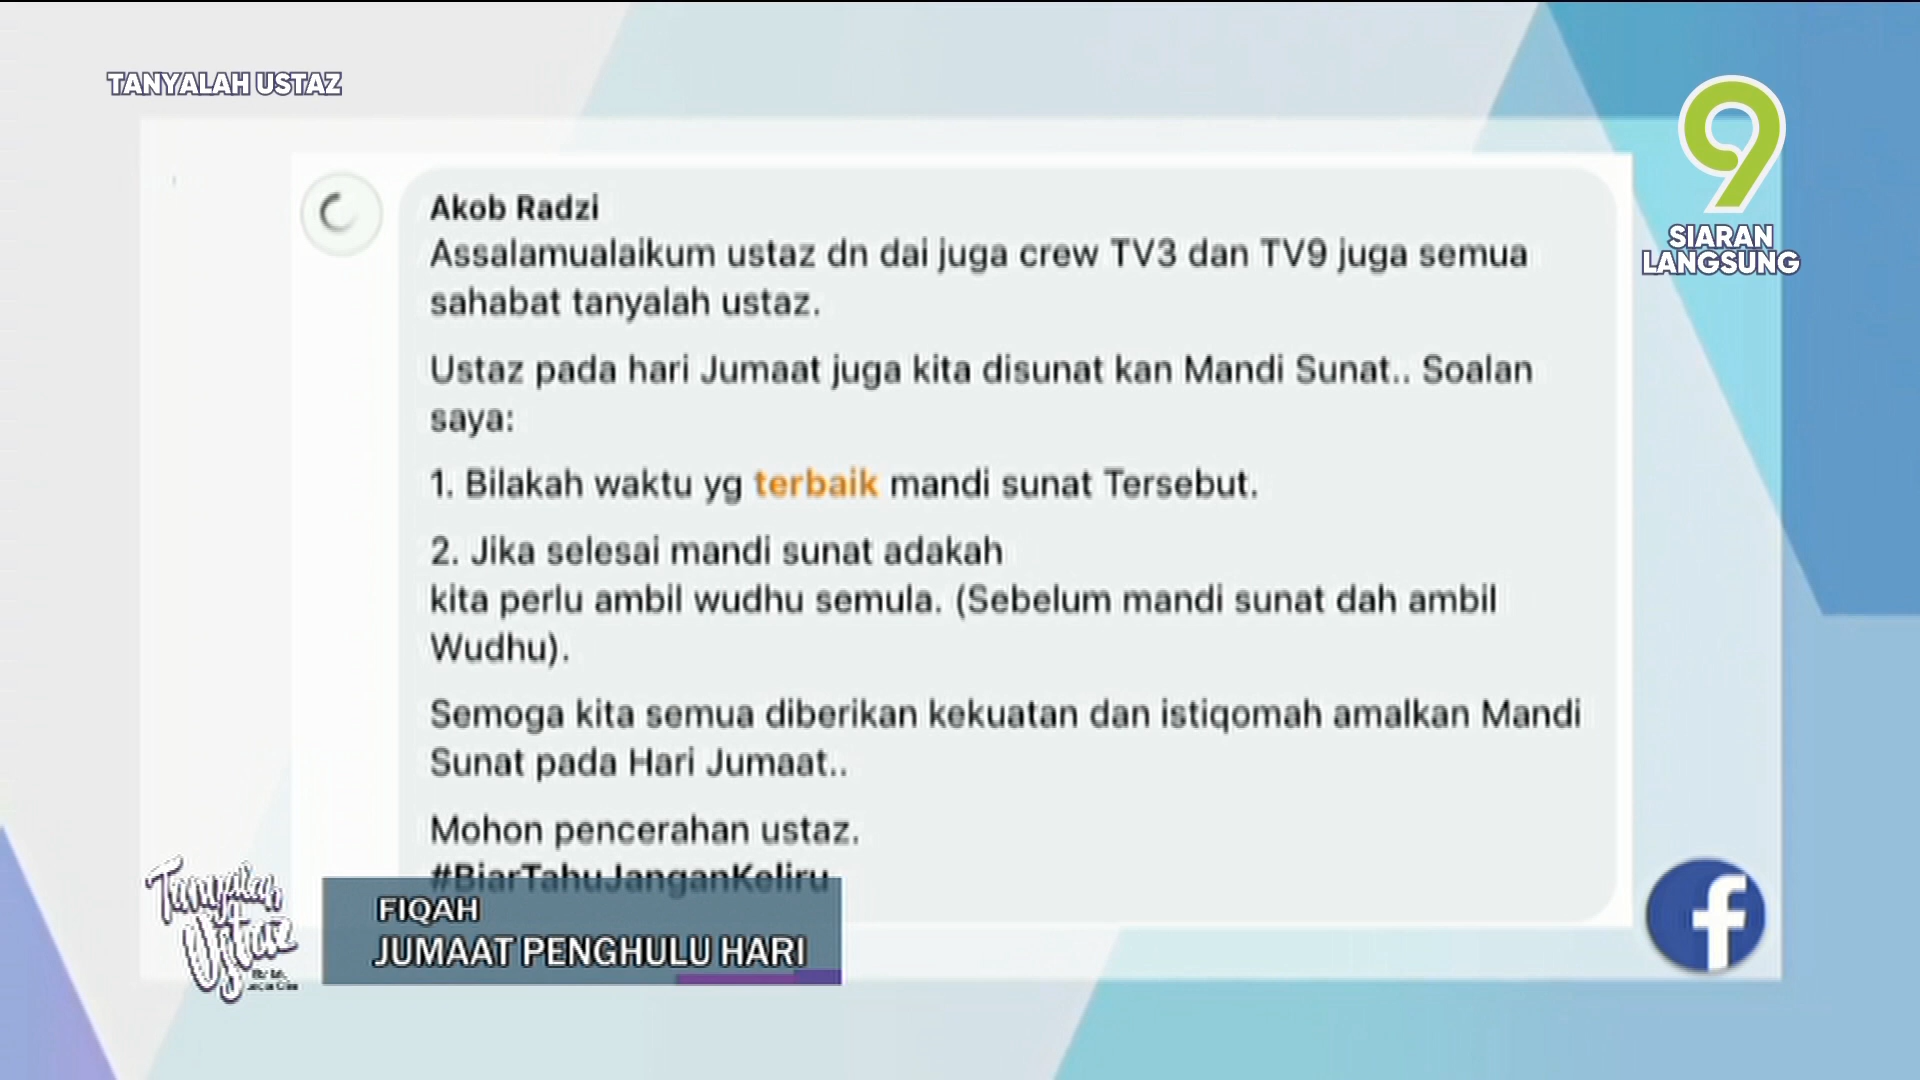 TANYALAH USTAZ
9
SIARAN
LANGSUNG
Akob Radzi
Assalamualaikum ustaz dn dai juga crew TV3 dan TV9 juga semua
sahabat tanyalah ustaz.
Ustaz pada hari Jumaat juga kita disunat kan Mandi Sunat.. Soalan
saya:
1. Bilakah waktu yg terbaik mandi sunat Tersebut.
2. Jika selesai mandi sunat adakah
kita perlu ambil wudhu semula. (Sebelum mandi sunat dah ambil
Wudhu).
Semoga kita semua diberikan kekuatan dan istiqomah amalkan Mandi
Sunat pada Hari Jumaat..
Mohon pencerahan ustaz.
#BiarTahuJanganKeliru
Tanyalah
Ustaz
FIQAH
JUMAAT PENGHULU HARI
f